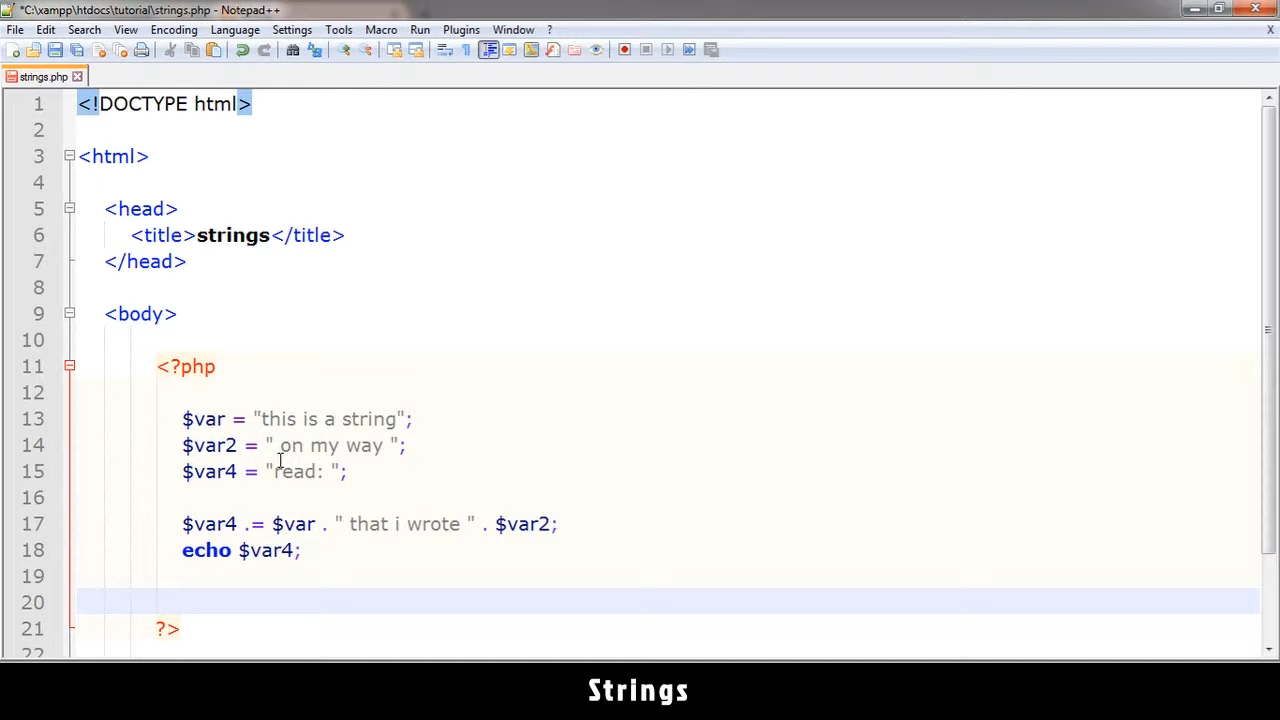 *C:\xampp\htdocs\tutorial\strings.php - Notepad++
File Edit Search View Encoding Language Settings Tools Macro Run Plugins Window ? X
strings.php
1 <!DOCTYPE html>
2
3 <html>
4
5 <head>
6 <title>strings</title>
7 </head>
8
9 <body>
10
11 <?php
12
13 $var = "this is a string";
14 $var2 = " on my way ";
15 $var4 = "read: ";
16
17 $var4 .= $var . " that i wrote " . $var2;
18 echo $var4;
19
20
21 ?>
22
Strings